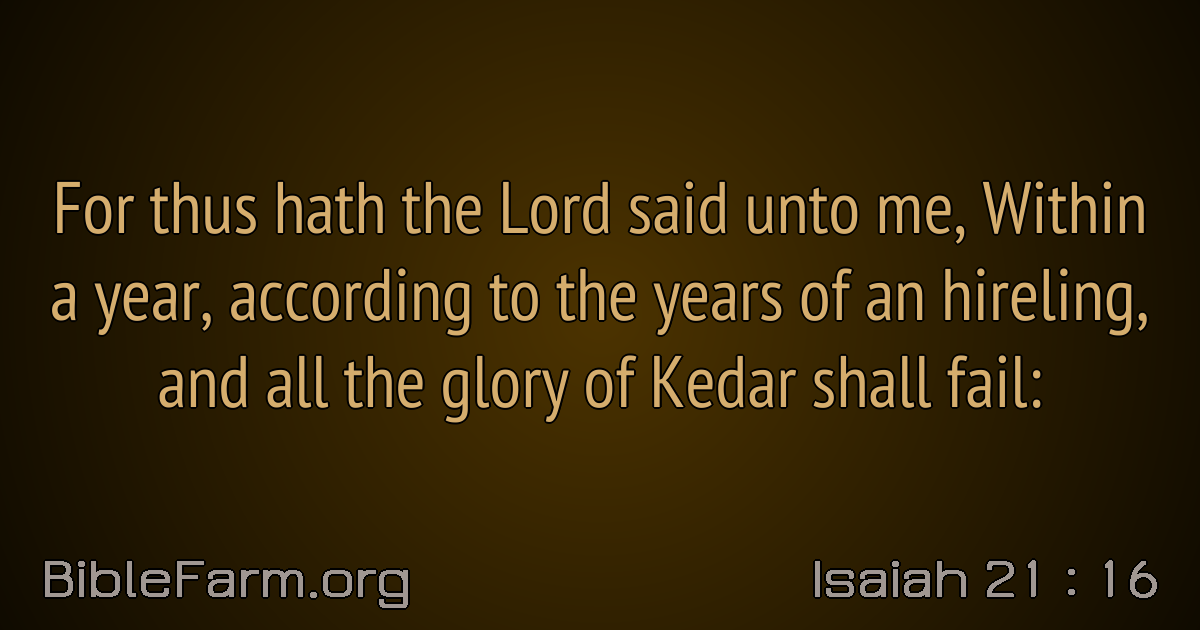 For thus hath the Lord said unto me, Within
a year, according to the years of an hireling,
and all the glory of Kedar shall fail:
BibleFarm.org
Isaiah 21 : 16